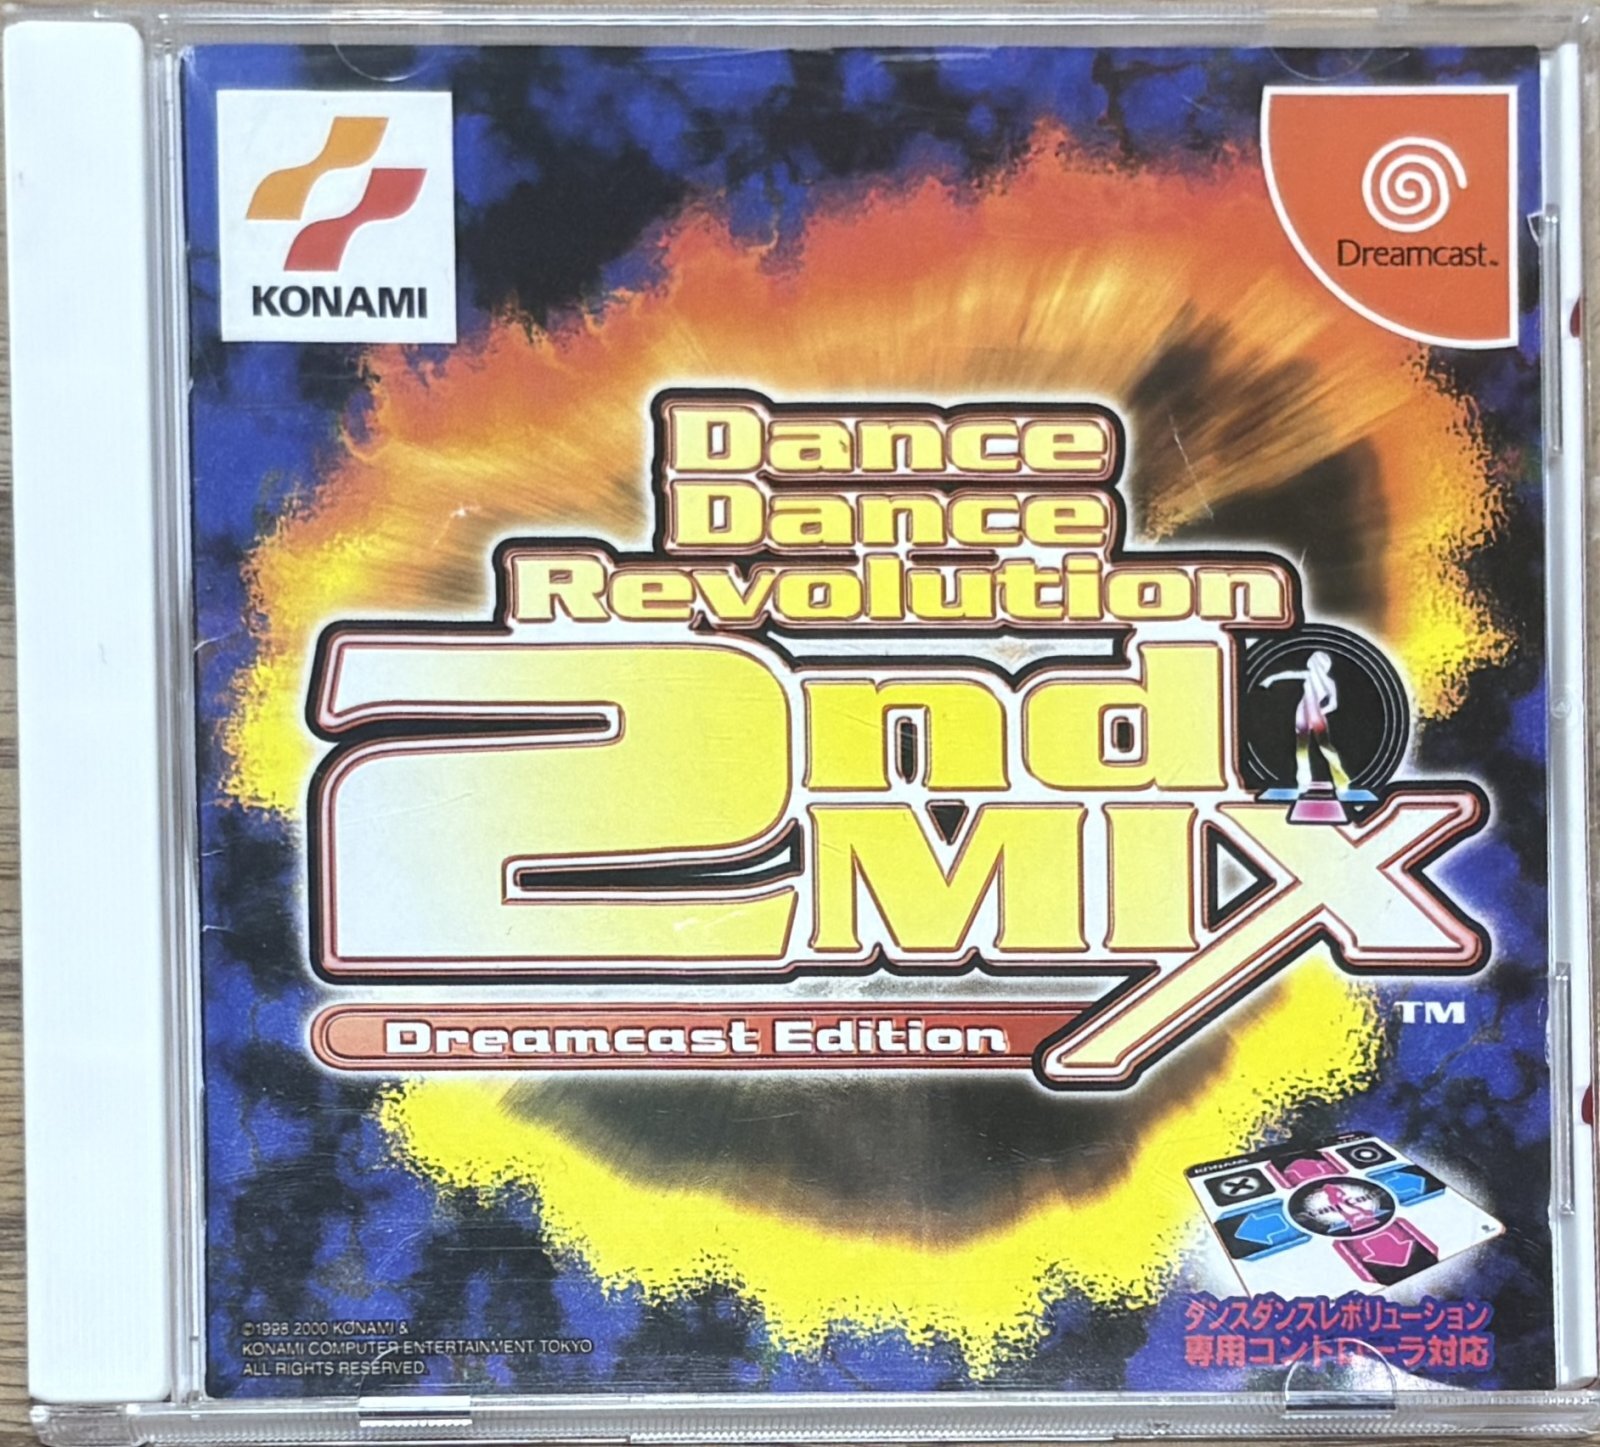 KONAMI
Dreamcast™
Dance
Dance
Revolution
2nd
MIX
TM
Dreamcast Edition
KONAMI
ダンスダンスレボリューション
専用コントローラ対応
©1998 2000 KONAMI &
KONAMI COMPUTER ENTERTAINMENT TOKYO
ALL RIGHTS RESERVED.